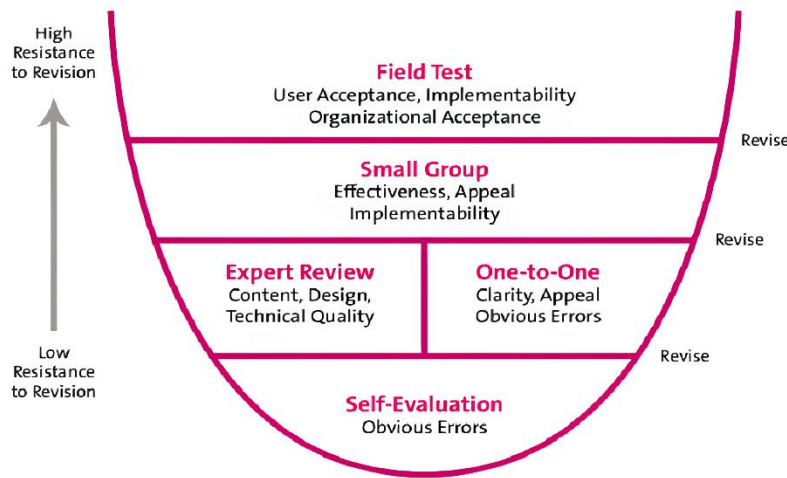 High
Resistance
to Revision
Field Test
User Acceptance, Implementability
Organizational Acceptance
Revise
Small Group
Effectiveness, Appeal
Implementability
Revise
Expert Review
Content, Design,
Technical Quality
One-to-One
Clarity, Appeal
Obvious Errors
Low
Resistance
to Revision
Revise
Self-Evaluation
Obvious Errors